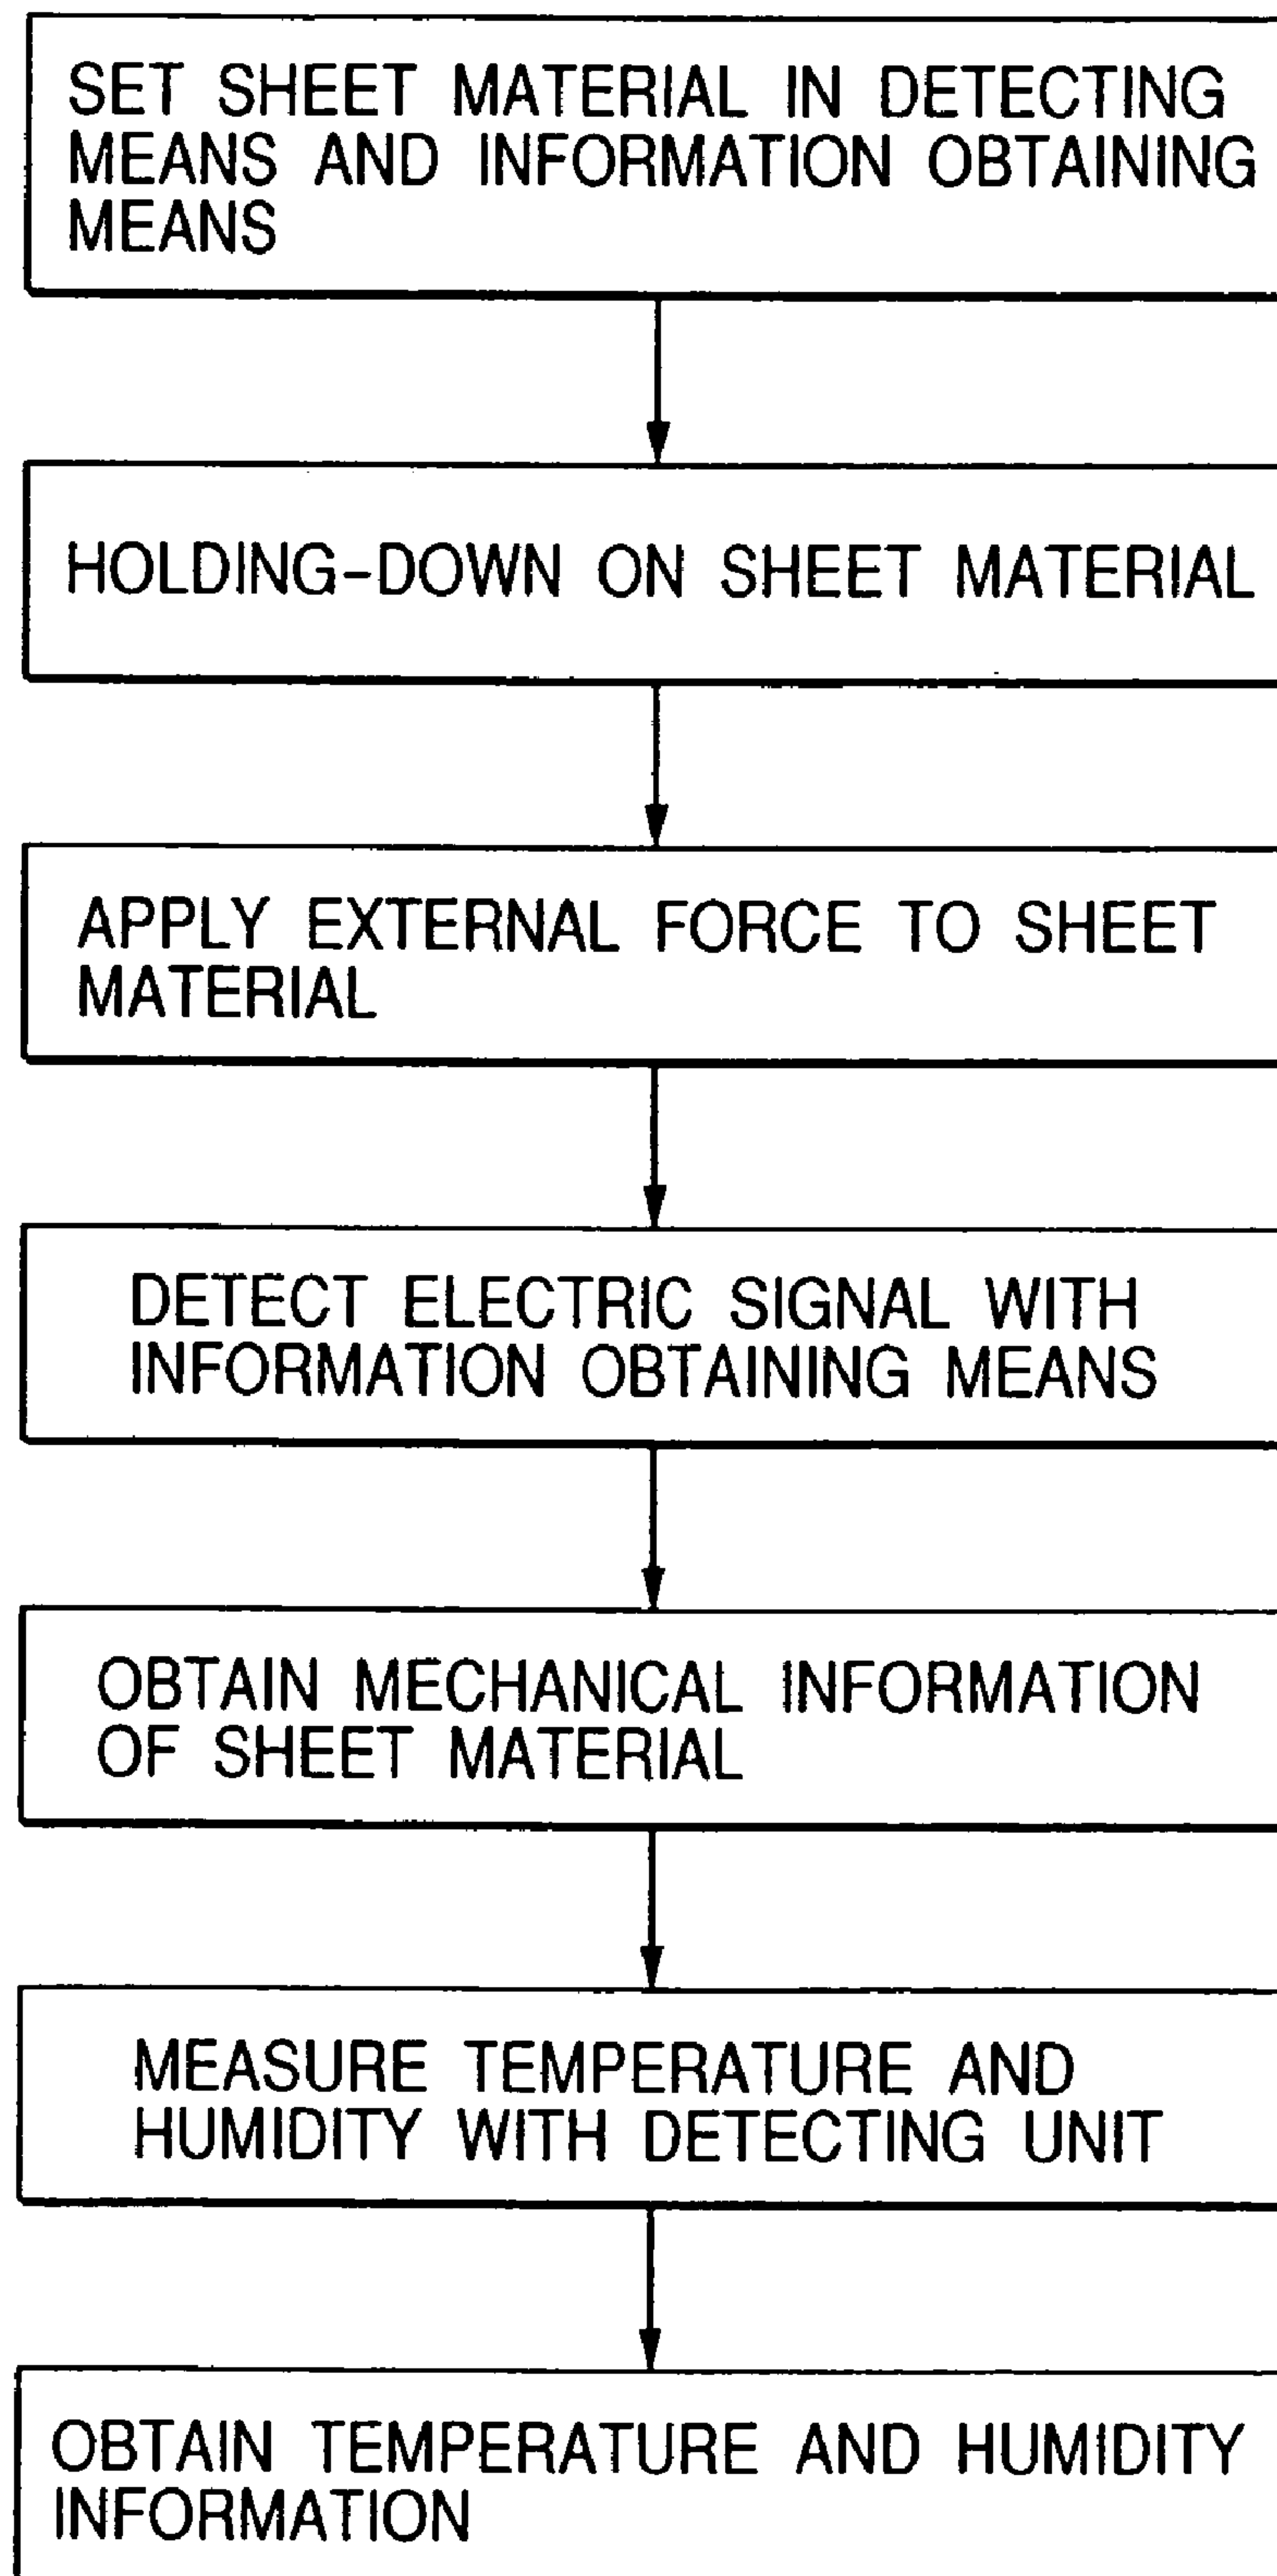 SET SHEET MATERIAL IN DETECTING
MEANS AND INFORMATION OBTAINING
MEANS
HOLDING-DOWN ON SHEET MATERIAL
APPLY EXTERNAL FORCE TO SHEET
MATERIAL
DETECT ELECTRIC SIGNAL WITH
INFORMATION OBTAINING MEANS
OBTAIN MECHANICAL INFORMATION
OF SHEET MATERIAL
MEASURE TEMPERATURE AND
HUMIDITY WITH DETECTING UNIT
OBTAIN TEMPERATURE AND HUMIDITY
INFORMATION